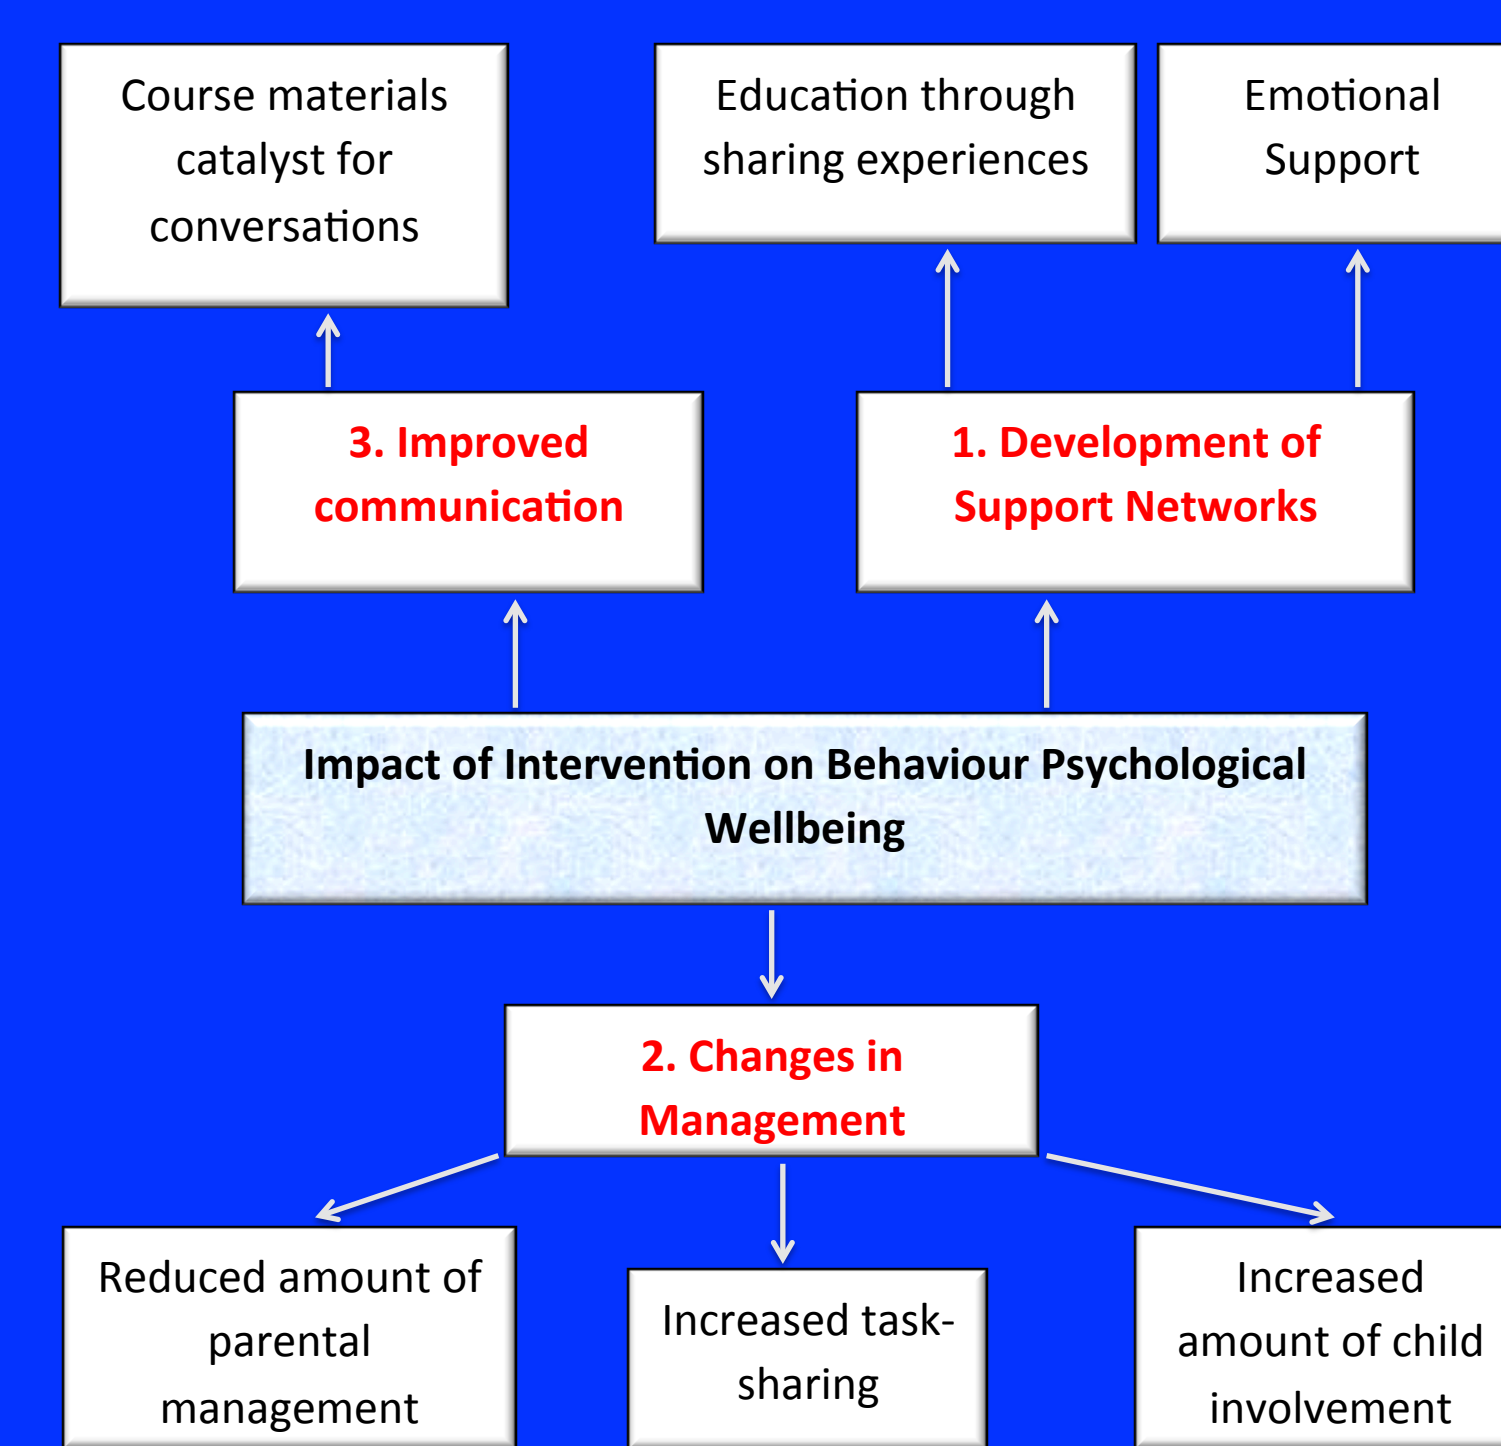 Course materials
catalyst for
conversations
Education through
sharing experiences
Emotional
Support
3. Improved
communication
1. Development of
Support Networks
Impact of Intervention on Behaviour Psychological
Wellbeing
2. Changes in
Management
Reduced amount of
parental
management
Increased task-
sharing
Increased
amount of child
involvement